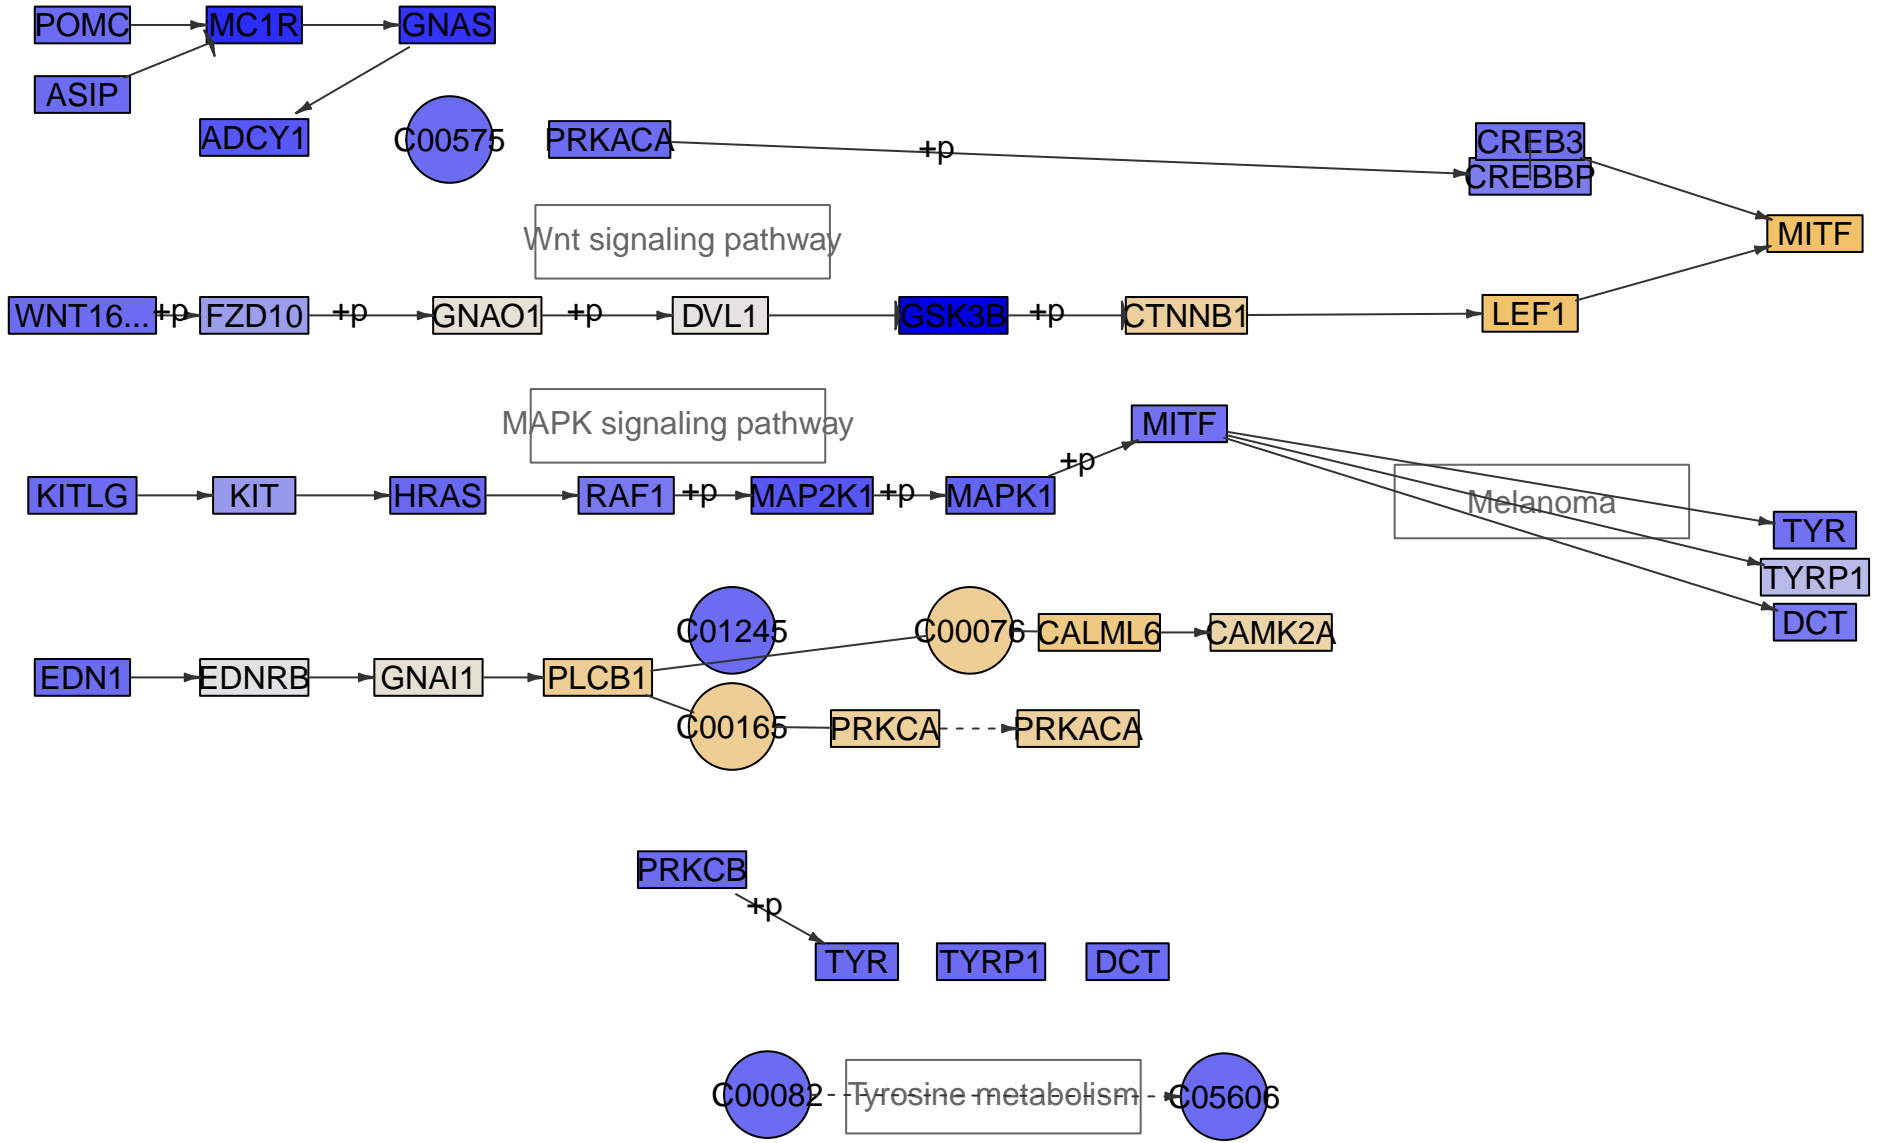 POMC
MC1R
GNAS
ASIP
ADCY1
C00575
PRKACA
+p
CREB3
CREBBP
MITF
Wnt signaling pathway
WNT16...
+p
FZD10
+p
GNAO1
+p
DVL1
GSK3B
+p
CTNNB1
LEF1
MAPK signaling pathway
MITF
+p
KITLG
KIT
HRAS
RAF1
+p
MAP2K1
+p
MAPK1
Melanoma
TYR
TYRP1
DCT
C01245
C00076
CALML6
CAMK2A
EDN1
EDNRB
GNAI1
PLCB1
C00165
PRKCA
PRKACA
PRKCB
+p
TYR
TYRP1
DCT
C00082
Tyrosine metabolism
C05606